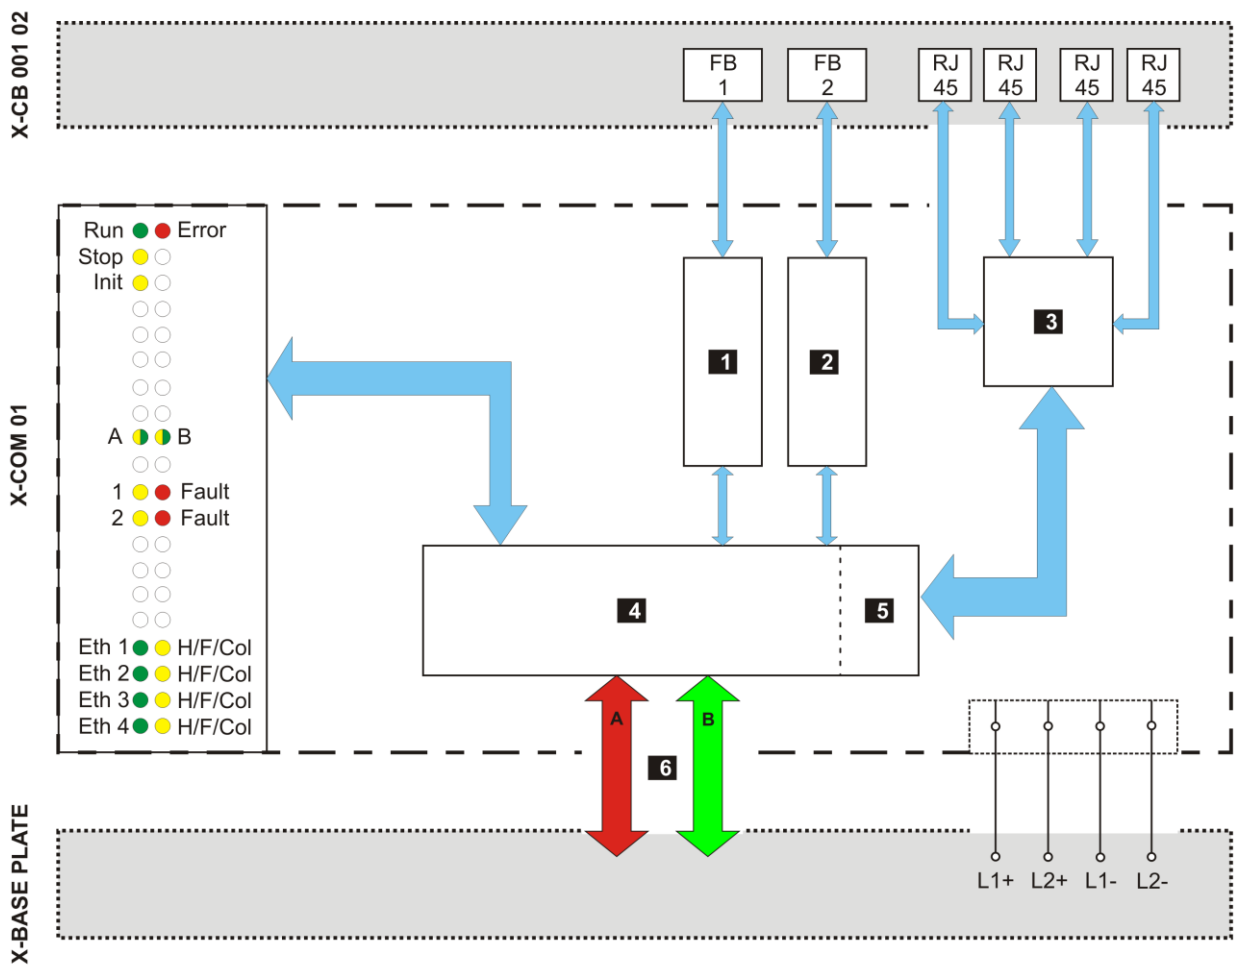 X-CB 001 02
FB 1
FB 2
RJ 45
RJ 45
RJ 45
RJ 45
X-COM 01
Run Error
Stop
Init
A B
1 Fault
2 Fault
Eth 1 H/F/Col
Eth 2 H/F/Col
Eth 3 H/F/Col
Eth 4 H/F/Col
1
2
3
4
5
A
B
6
X-BASE PLATE
L1+ L2+ L1- L2-